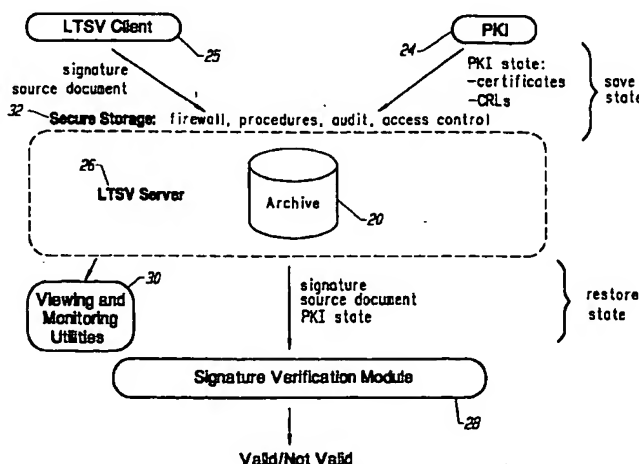 LTSV Client
25
PKI
24
signature
source document
PKI state:
-certificates
-CRLs
save
state
32
Secure Storage: firewall, procedures, audit, access control
26
LTSV Server
Archive
20
30
Viewing and
Monitoring
Utilities
signature
source document
PKI state
restore
state
Signature Verification Module
28
Valid/Not Valid